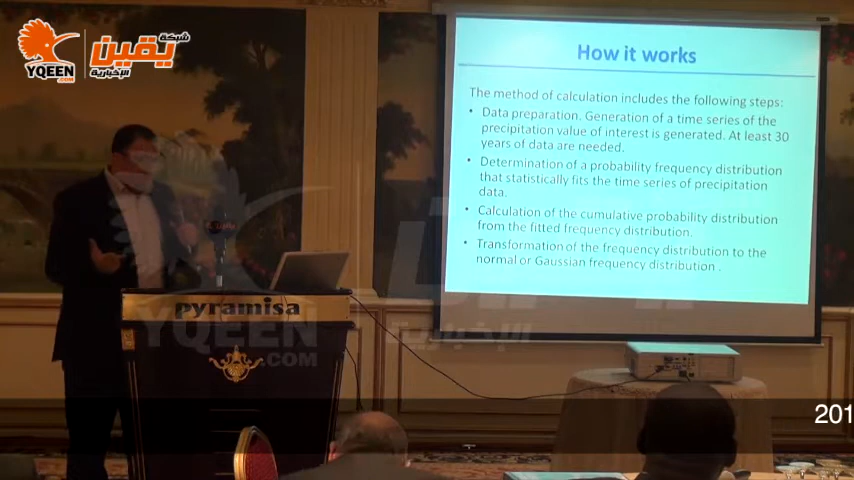 شبكة
يقين
الإخبارية
YQEEN
.COM
How it works
The method of calculation includes the following steps:
• Data preparation. Generation of a time series of the
precipitation value of interest is generated. At least 30
years of data are needed.
• Determination of a probability frequency distribution
that statistically fits the time series of precipitation
data.
• Calculation of the cumulative probability distribution
from the fitted frequency distribution.
• Transformation of the frequency distribution to the
normal or Gaussian frequency distribution .
pyramisa
YQEEN
.COM
الإخبارية
201